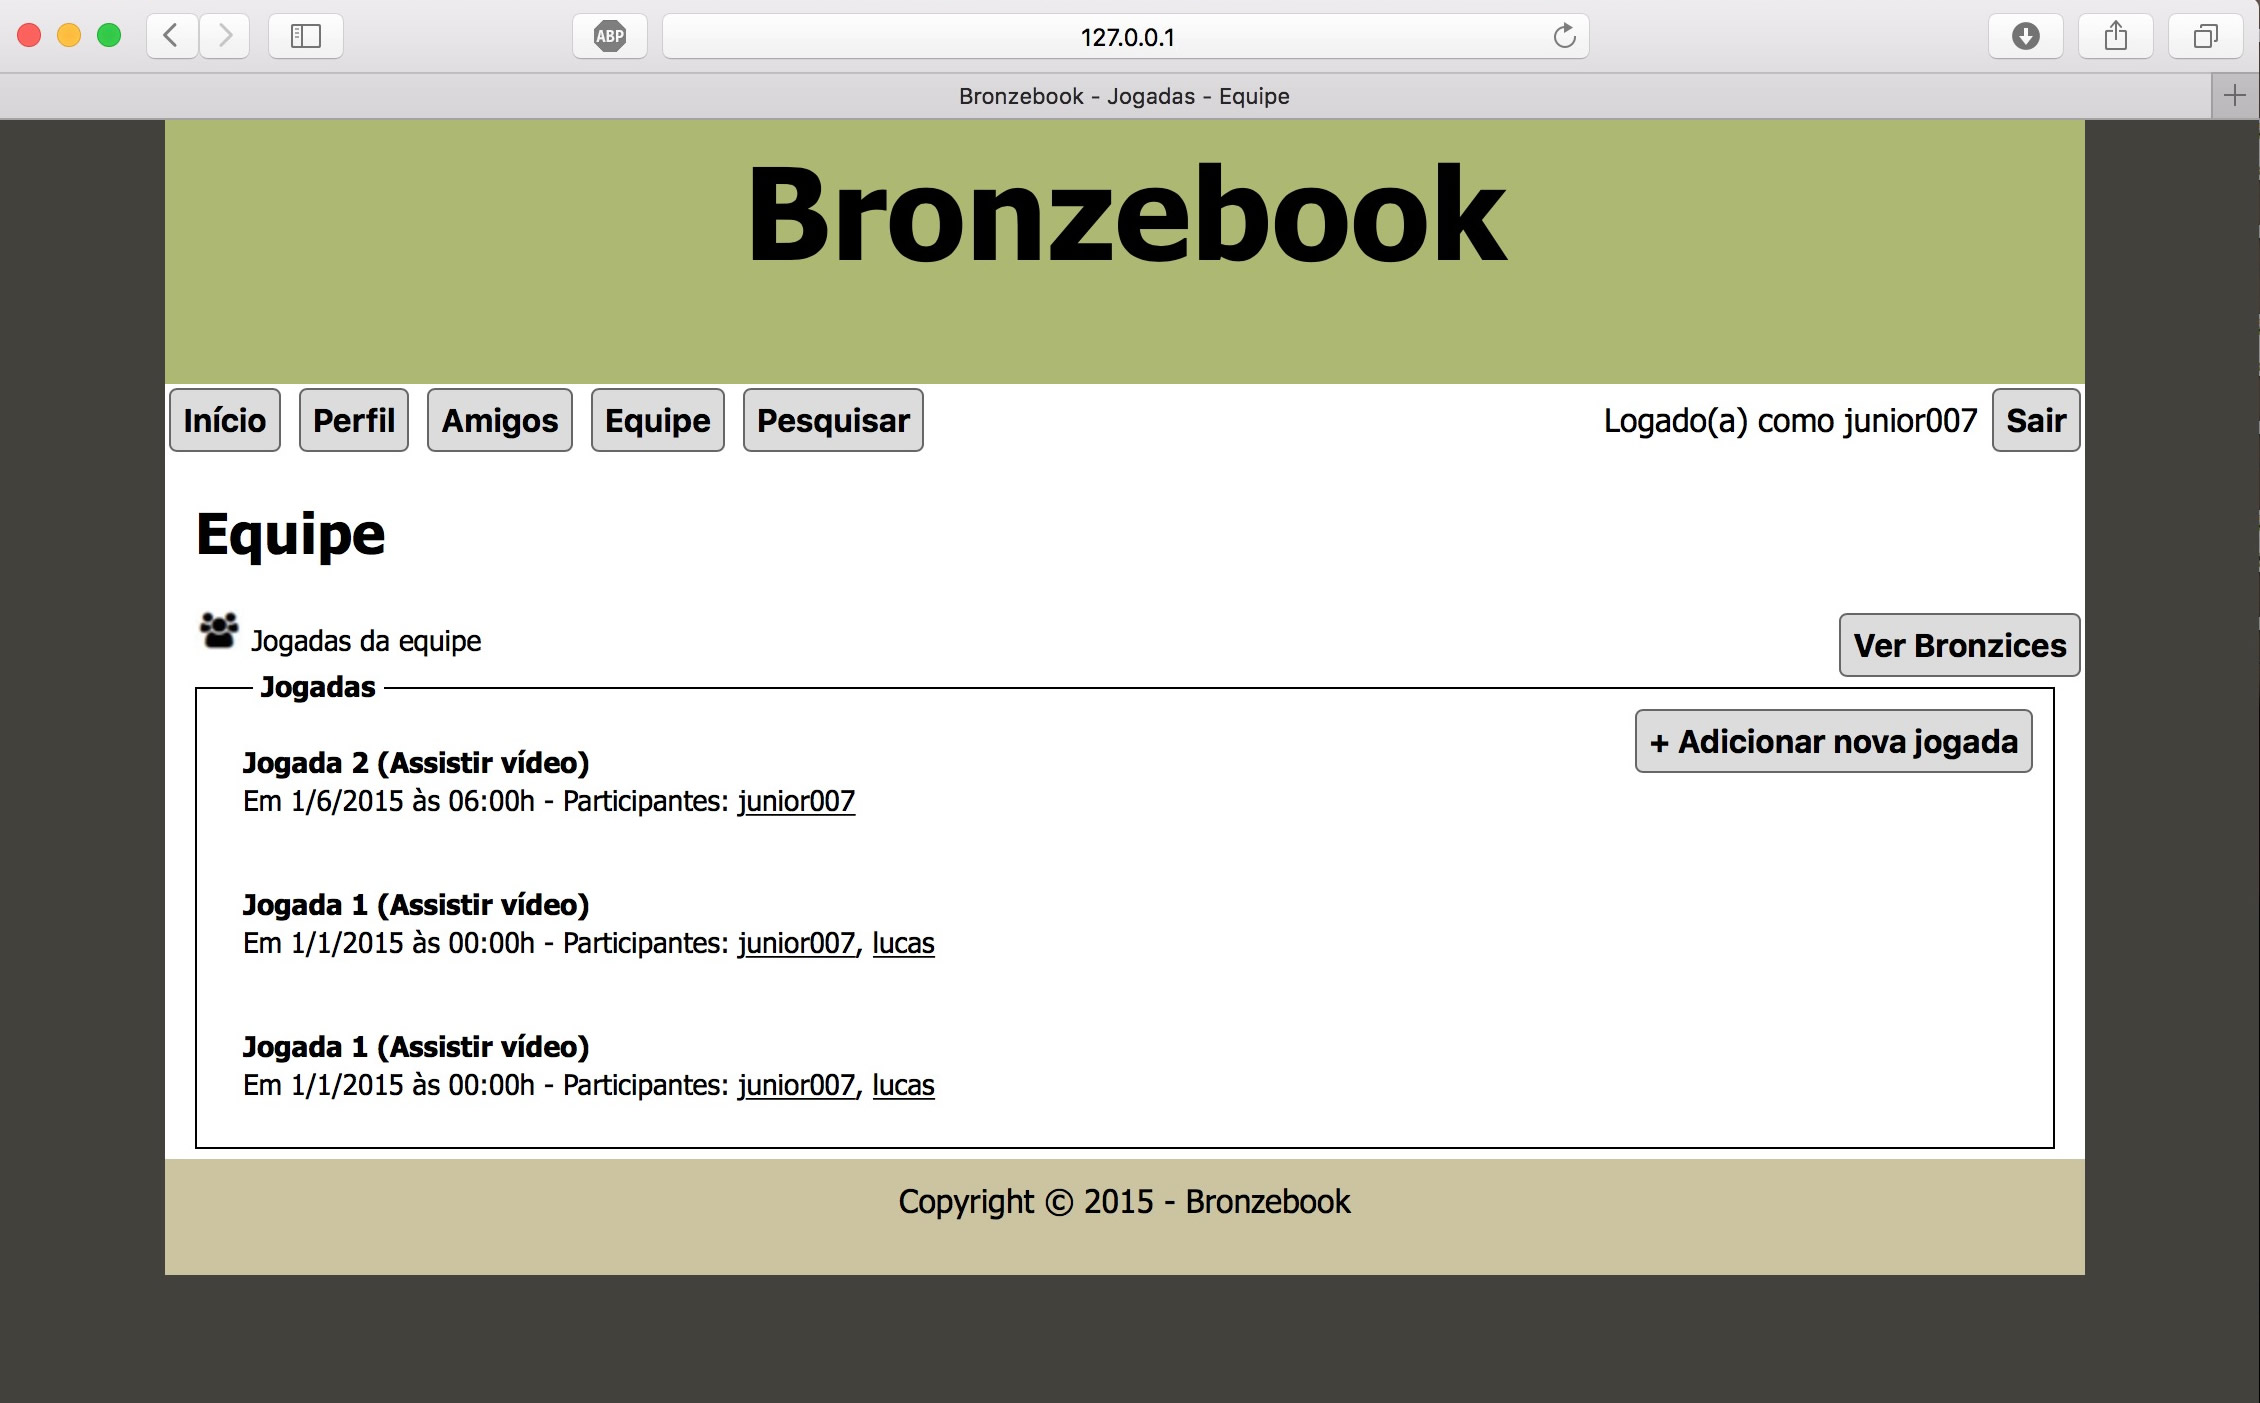 ABP
127.0.0.1
Bronzebook - Jogadas - Equipe
Bronzebook
Início Perfil Amigos Equipe Pesquisar Logado(a) como junior007 Sair
Equipe
Jogadas da equipe Ver Bronzices
Jogadas
+ Adicionar nova jogada
Jogada 2 (Assistir vídeo)
Em 1/6/2015 às 06:00h - Participantes: junior007
Jogada 1 (Assistir vídeo)
Em 1/1/2015 às 00:00h - Participantes: junior007, lucas
Jogada 1 (Assistir vídeo)
Em 1/1/2015 às 00:00h - Participantes: junior007, lucas
Copyright © 2015 - Bronzebook